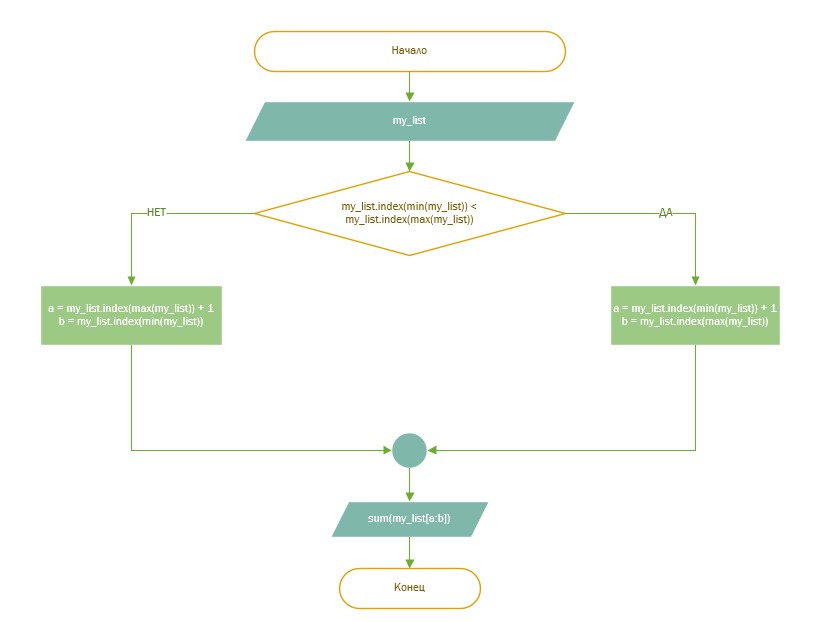 Начало
my_list
my_list.index(min(my_list)) <
my_list.index(max(my_list))
НЕТ
ДА
a = my_list.index(max(my_list)) + 1
b = my_list.index(min(my_list))
a = my_list.index(min(my_list)) + 1
b = my_list.index(max(my_list))
sum(my_list[a:b])
Конец